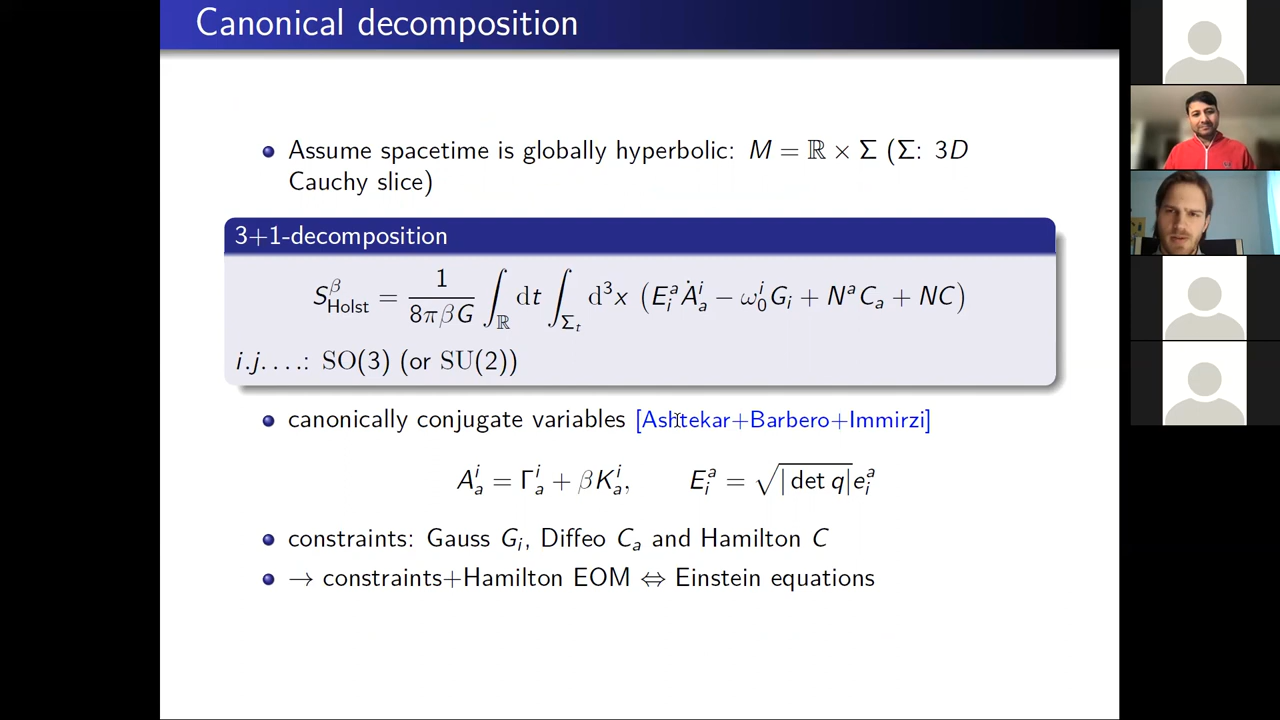 Canonical decomposition
Assume spacetime is globally hyperbolic: M = ℝ × Σ (Σ: 3D
Cauchy slice)
3+1-decomposition
S^β_Holst = 1/(8πβG) ∫_ℝ dt ∫_{Σ_t} d³x (E^a_i Ȧ^i_a − ω^i_0 G_i + N^a C_a + NC)
i.j. . . .: SO(3) (or SU(2))
canonically conjugate variables [Ashtekar+Barbero+Immirzi]
A^i_a = Γ^i_a + βK^i_a, E^a_i = √|det q| e^a_i
constraints: Gauss G_i, Diffeo C_a and Hamilton C
→ constraints+Hamilton EOM ⇔ Einstein equations